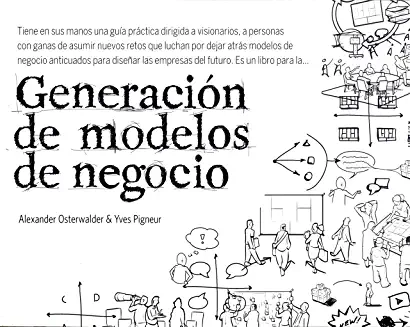 Tiene en sus manos una guía práctica dirigida a visionarios, a personas
con ganas de asumir nuevos retos que luchan por dejar atrás modelos de
negocio anticuados para diseñar las empresas del futuro. Es un libro para la...
Generación
de modelos
de negocio
Alexander Osterwalder & Yves Pigneur
C D
NEW!